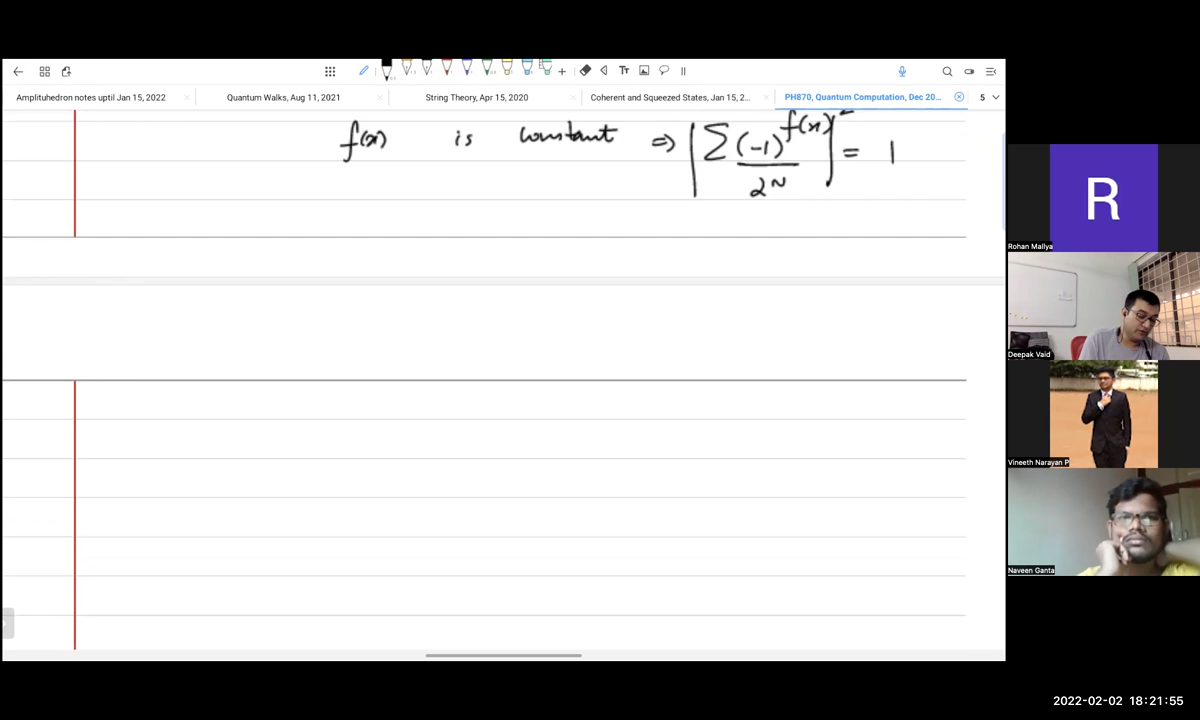 Amplituhedron notes uptil Jan 15, 2022
Quantum Walks, Aug 11, 2021
String Theory, Apr 15, 2020
Coherent and Squeezed States, Jan 15, 2...
PH870, Quantum Computation, Dec 20...
5
f(x) is constant ⇒ |∑ (-1)^f(x) / 2^N|^2 = 1
R
Rohan Mallya
Deepak Vaid
Vineeth Narayan P
Naveen Ganta
2022-02-02 18:21:55